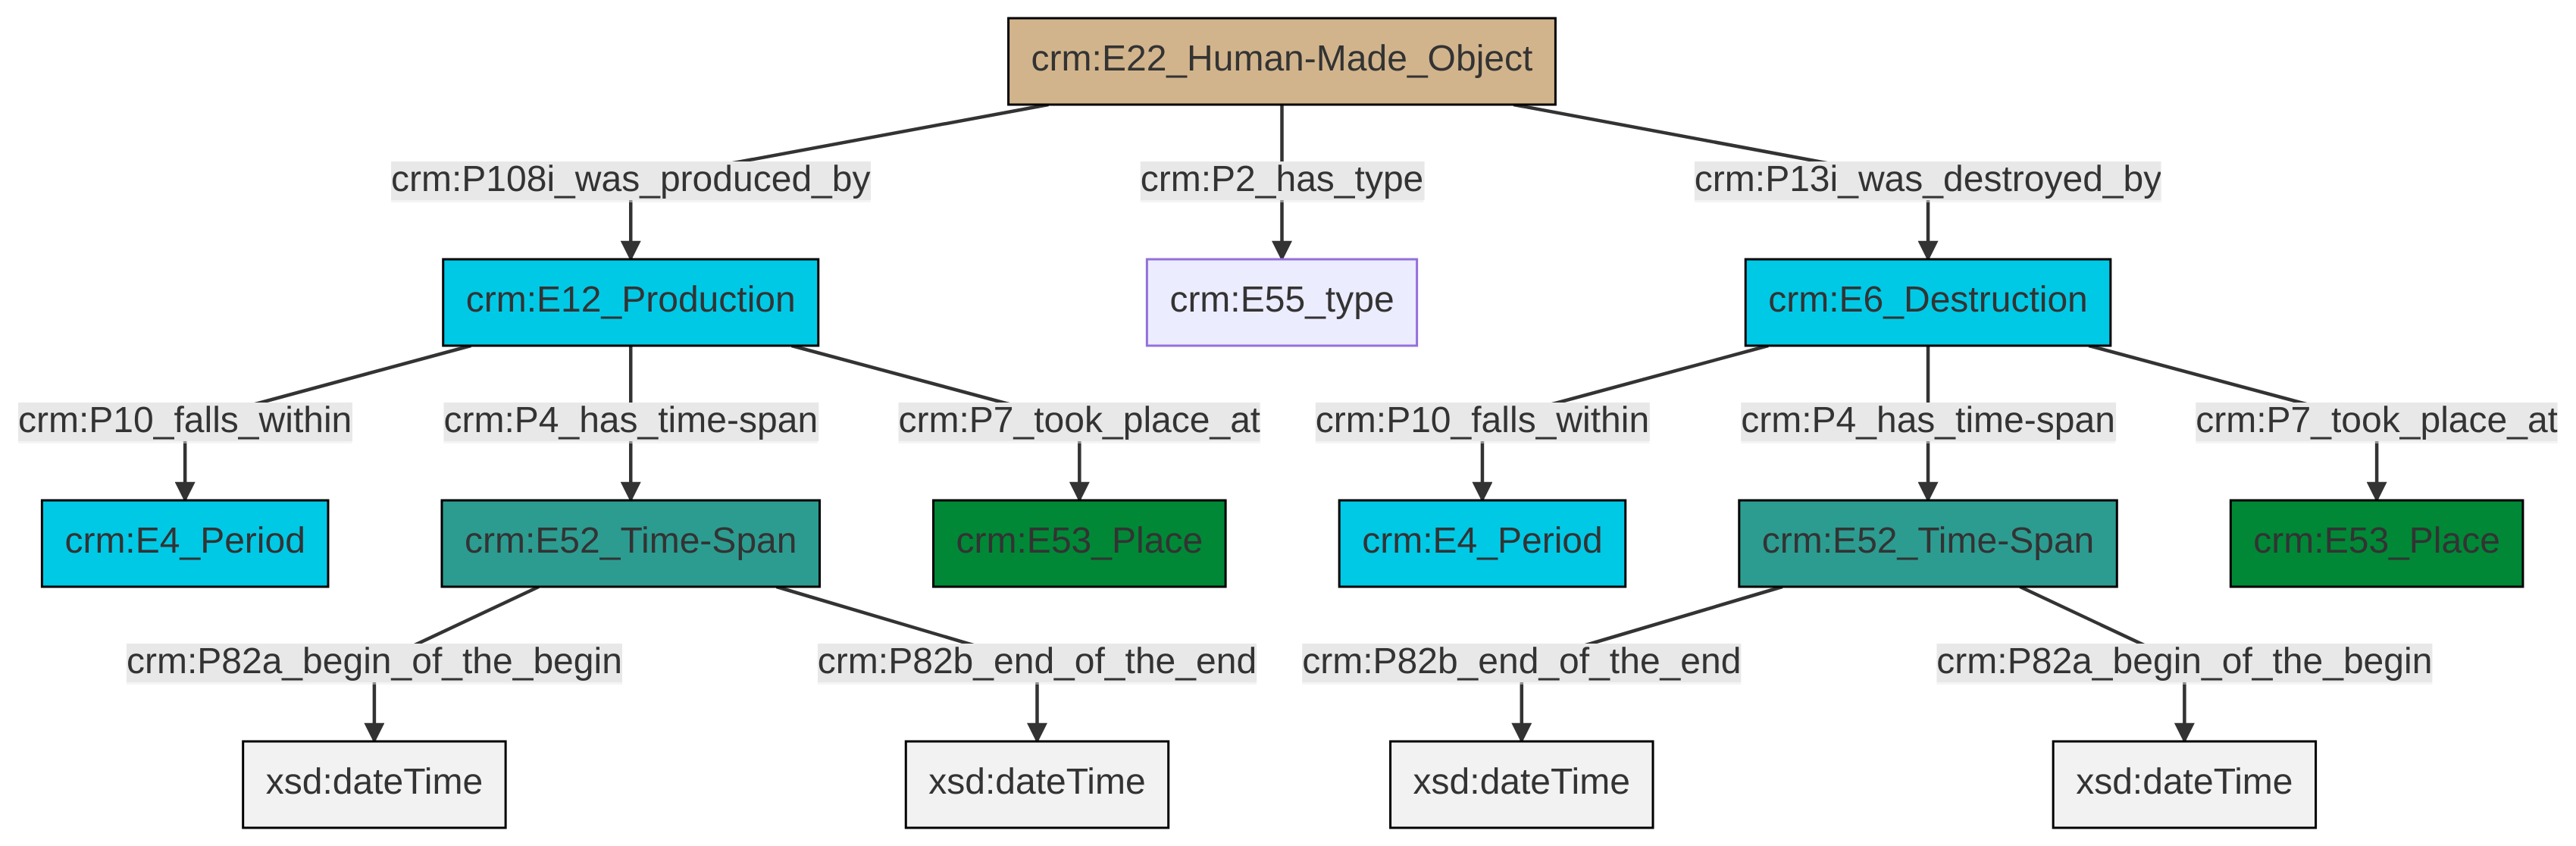 crm:E22_Human-Made_Object
crm:P108i_was_produced_by
crm:P2_has_type
crm:P13i_was_destroyed_by
crm:E12_Production
crm:E55_type
crm:E6_Destruction
crm:P10_falls_within
crm:P4_has_time-span
crm:P7_took_place_at
crm:P10_falls_within
crm:P4_has_time-span
crm:P7_took_place_at
crm:E4_Period
crm:E52_Time-Span
crm:E53_Place
crm:E4_Period
crm:E52_Time-Span
crm:E53_Place
crm:P82a_begin_of_the_begin
crm:P82b_end_of_the_end
crm:P82b_end_of_the_end
crm:P82a_begin_of_the_begin
xsd:dateTime
xsd:dateTime
xsd:dateTime
xsd:dateTime